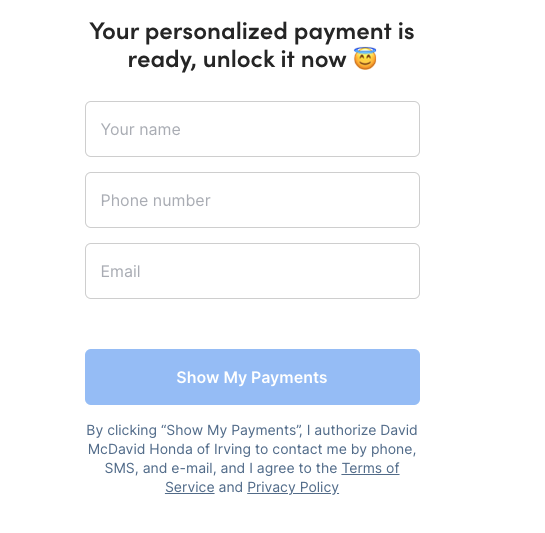 Your personalized payment is
ready, unlock it now 😇
Your name
Phone number
Email
Show My Payments
By clicking “Show My Payments”, I authorize David
McDavid Honda of Irving to contact me by phone,
SMS, and e-mail, and I agree to the Terms of
Service and Privacy Policy